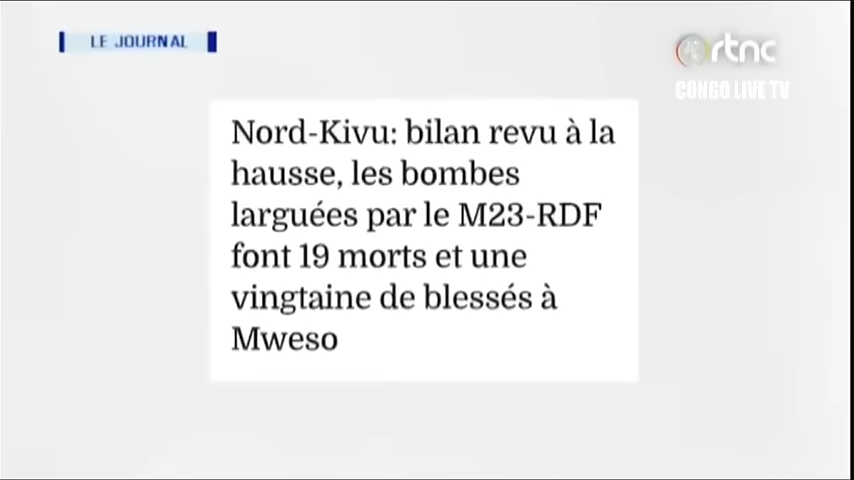 LE JOURNAL
rtnc
CONGO LIVE TV
Nord-Kivu: bilan revu à la
hausse, les bombes
larguées par le M23-RDF
font 19 morts et une
vingtaine de blessés à
Mweso